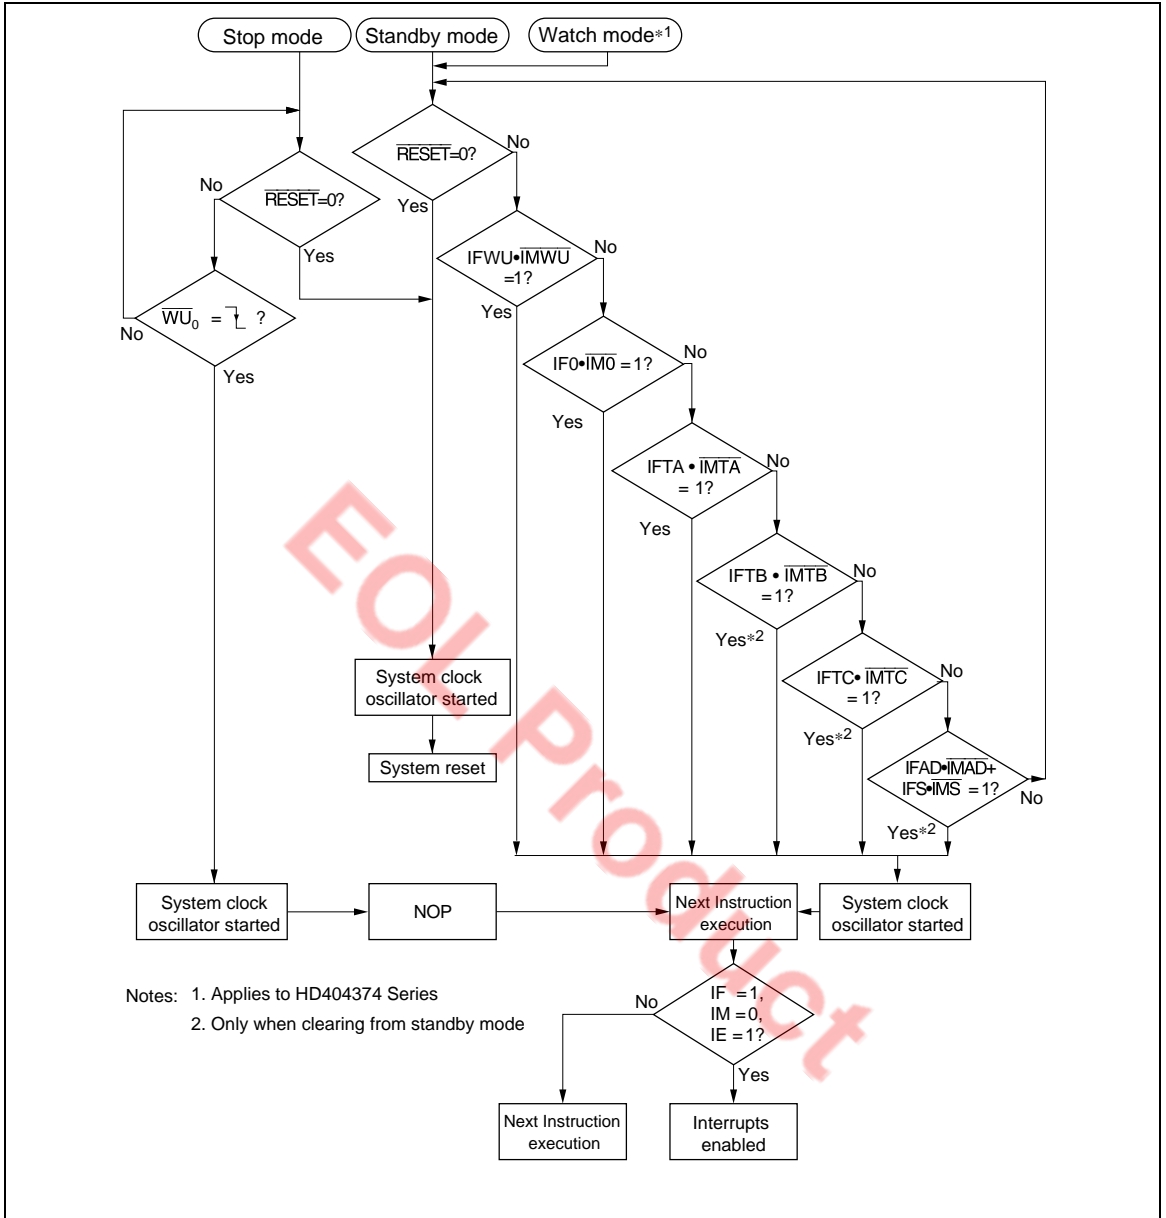 Stop mode
Standby mode
Watch mode*1
RESET=0?
No
Yes
RESET=0?
No
Yes
IFWU•IMWU
=1?
No
Yes
WU0 = ?
No
Yes
IF0•IM0 =1?
No
Yes
IFTA • IMTA
= 1?
No
Yes
IFTB • IMTB
= 1?
No
Yes*2
IFTC• IMTC
= 1?
No
Yes*2
IFAD•IMAD+
IFS•IMS = 1?
No
Yes*2
System clock
oscillator started
System reset
System clock
oscillator started
NOP
Next Instruction
execution
System clock
oscillator started
IF =1,
IM =0,
IE =1?
No
Yes
Next Instruction
execution
Interrupts
enabled
Notes: 1. Applies to HD404374 Series
2. Only when clearing from standby mode
EOL Product